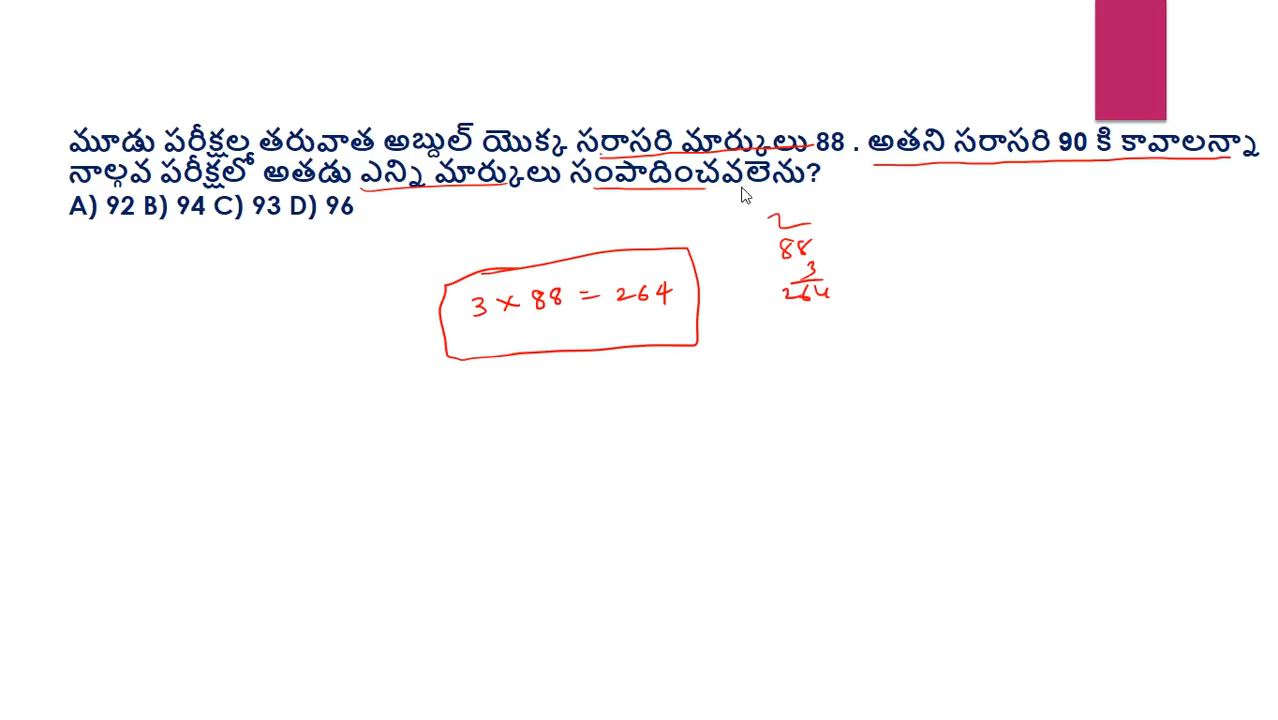 మూడు పరీక్షల తరువాత అబ్దుల్ యొక్క సరాసరి మార్కులు 88 . అతని సరాసరి 90 కి కావాలన్నా
నాల్గవ పరీక్షలో అతడు ఎన్ని మార్కులు సంపాదించవలెను?
A) 92 B) 94 C) 93 D) 96
2
88
3
264
3 × 88 = 264